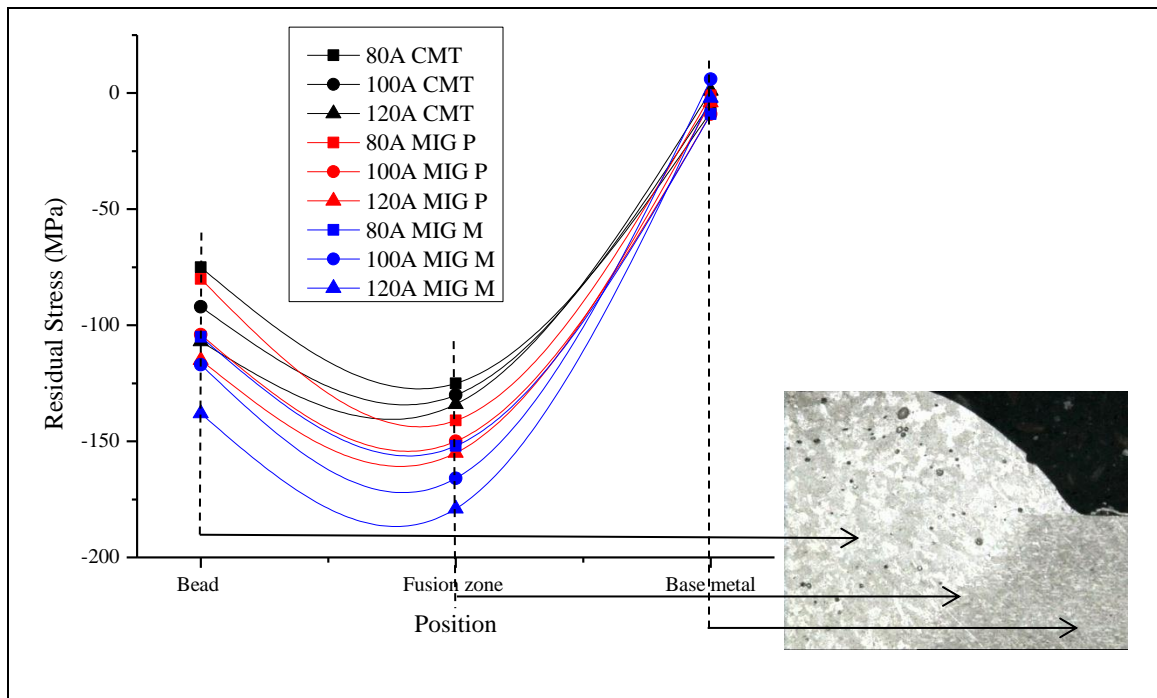 80A CMT
100A CMT
120A CMT
80A MIG P
100A MIG P
120A MIG P
80A MIG M
100A MIG M
120A MIG M
0
-50
-100
-150
-200
Residual Stress (MPa)
Bead
Fusion zone
Base metal
Position